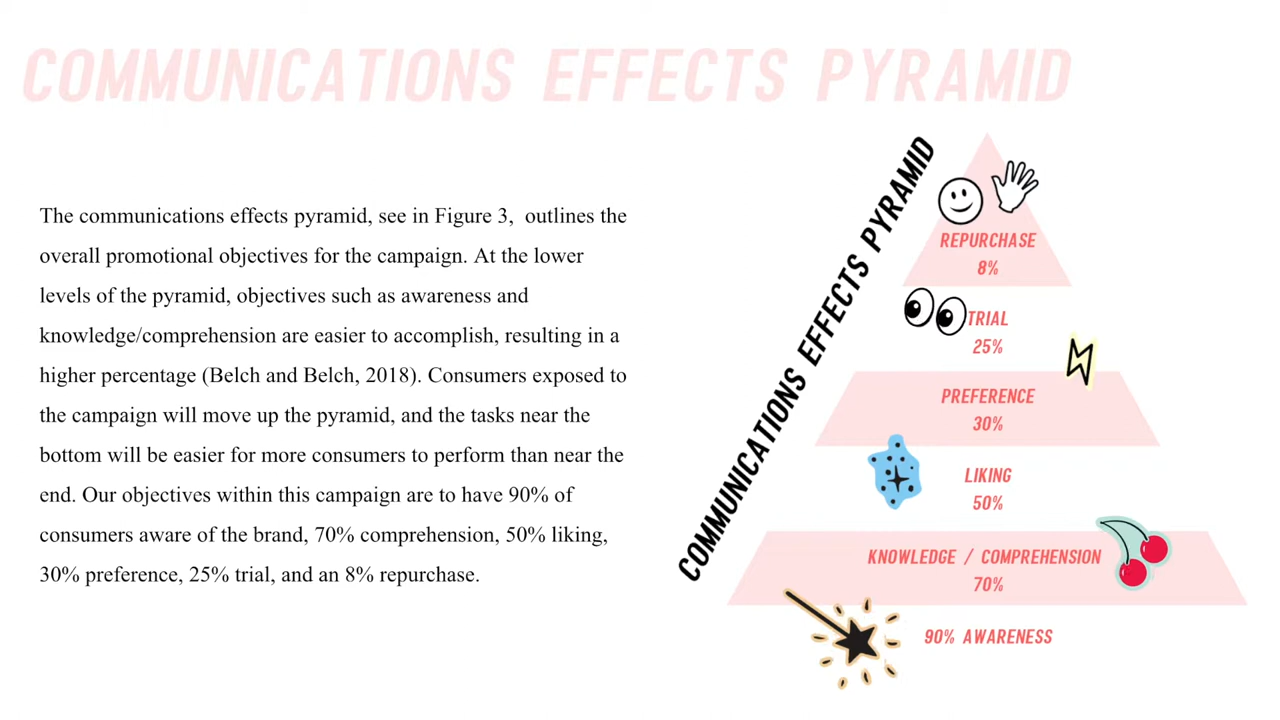 COMMUNICATIONS EFFECTS PYRAMID
The communications effects pyramid, see in Figure 3,  outlines the
overall promotional objectives for the campaign. At the lower
levels of the pyramid, objectives such as awareness and
knowledge/comprehension are easier to accomplish, resulting in a
higher percentage (Belch and Belch, 2018). Consumers exposed to
the campaign will move up the pyramid, and the tasks near the
bottom will be easier for more consumers to perform than near the
end. Our objectives within this campaign are to have 90% of
consumers aware of the brand, 70% comprehension, 50% liking,
30% preference, 25% trial, and an 8% repurchase.
COMMUNICATIONS EFFECTS PYRAMID
REPURCHASE
8%
TRIAL
25%
PREFERENCE
30%
LIKING
50%
KNOWLEDGE / COMPREHENSION
70%
90% AWARENESS